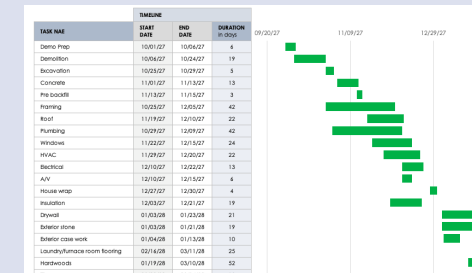 TIMELINE
TASK NAE START DATE END DATE DURATION in days 09/20/27 11/09/27 12/29/27
Demo Prep 10/01/27 10/06/27 6
Demolition 10/06/27 10/24/27 19
Excavation 10/25/27 10/29/27 5
Concrete 11/01/27 11/13/27 13
Pre backfill 11/13/27 11/15/27 3
Framing 10/25/27 12/05/27 42
Roof 11/19/27 12/10/27 22
Plumbing 10/29/27 12/09/27 42
Windows 11/22/27 12/15/27 24
HVAC 11/29/27 12/20/27 22
Electrical 12/10/27 12/22/27 13
A/V 12/10/27 12/15/27 6
House wrap 12/27/27 12/30/27 4
Insulation 12/03/27 12/21/27 19
Drywall 01/03/28 01/23/28 21
Exterior stone 01/03/28 01/21/28 19
Exterior case work 01/04/28 01/13/28 10
Laundry/furnace room flooring 02/16/28 03/11/28 25
Hardwoods 01/19/28 03/10/28 52